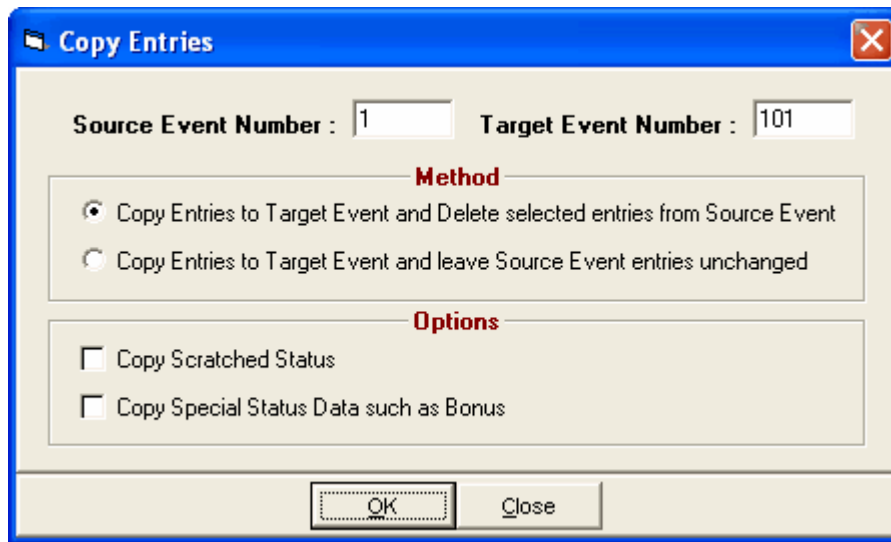 Copy Entries
Source Event Number : 1 Target Event Number : 101
Method
Copy Entries to Target Event and Delete selected entries from Source Event
Copy Entries to Target Event and leave Source Event entries unchanged
Options
Copy Scratched Status
Copy Special Status Data such as Bonus
OK Close